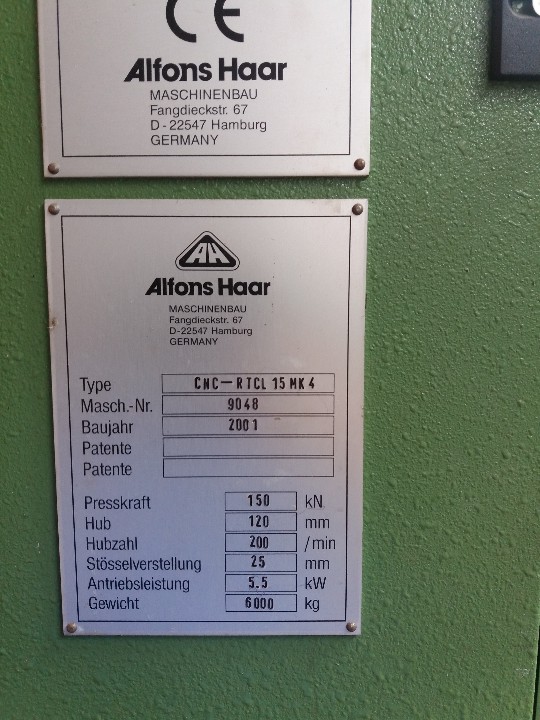 CE
Alfons Haar
MASCHINENBAU
Fangdieckstr. 67
D-22547 Hamburg
GERMANY
AH
Alfons Haar
MASCHINENBAU
Fangdieckstr. 67
D-22547 Hamburg
GERMANY
Type CNC-RTCL 15 MK 4
Masch.-Nr. 9048
Baujahr 2001
Patente
Patente
Presskraft 150 kN
Hub 120 mm
Hubzahl 200 /min
Stösselverstellung 25 mm
Antriebsleistung 5.5 kW
Gewicht 6000 kg